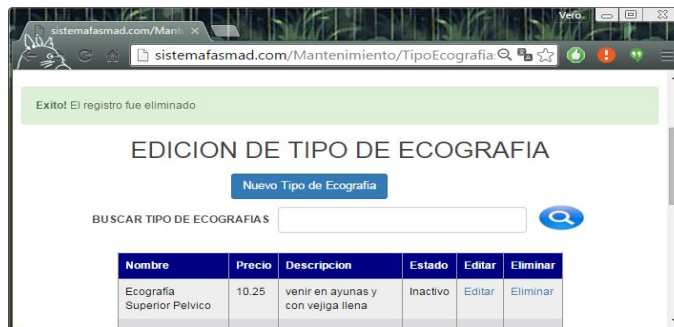 Vero.
sistemafasmad.com/Mant
sistemafasmad.com/Mantenimiento/TipoEcografia
Exito! El registro fue eliminado
EDICION DE TIPO DE ECOGRAFIA
Nuevo Tipo de Ecografia
BUSCAR TIPO DE ECOGRAFIAS
Nombre Precio Descripcion Estado Editar Eliminar
Ecografía Superior Pelvico 10.25 venir en ayunas y con vejiga llena Inactivo Editar Eliminar